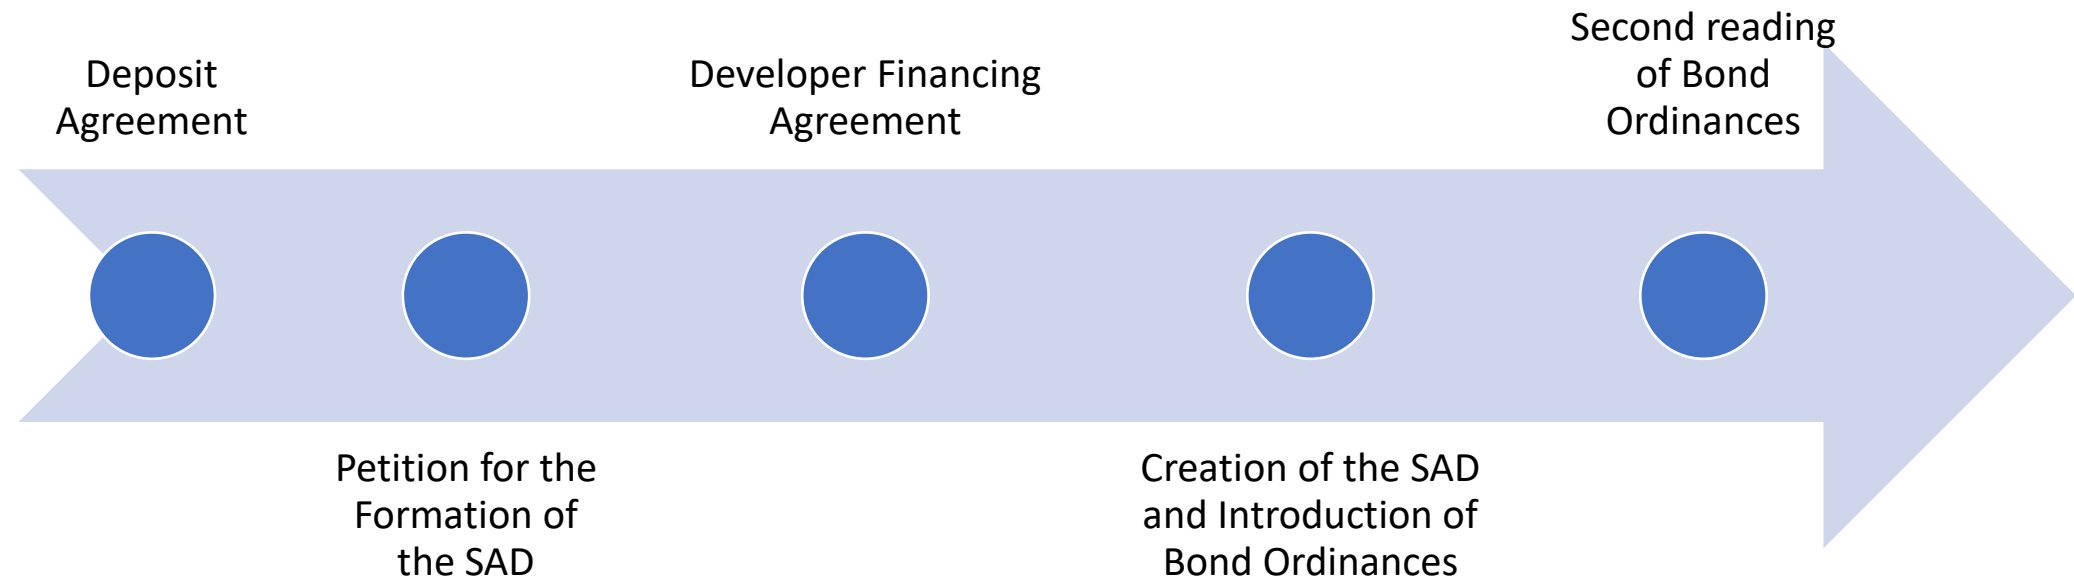 Deposit
Agreement
Petition for the
Formation of
the SAD
Developer Financing
Agreement
Creation of the SAD
and Introduction of
Bond Ordinances
Second reading
of Bond
Ordinances